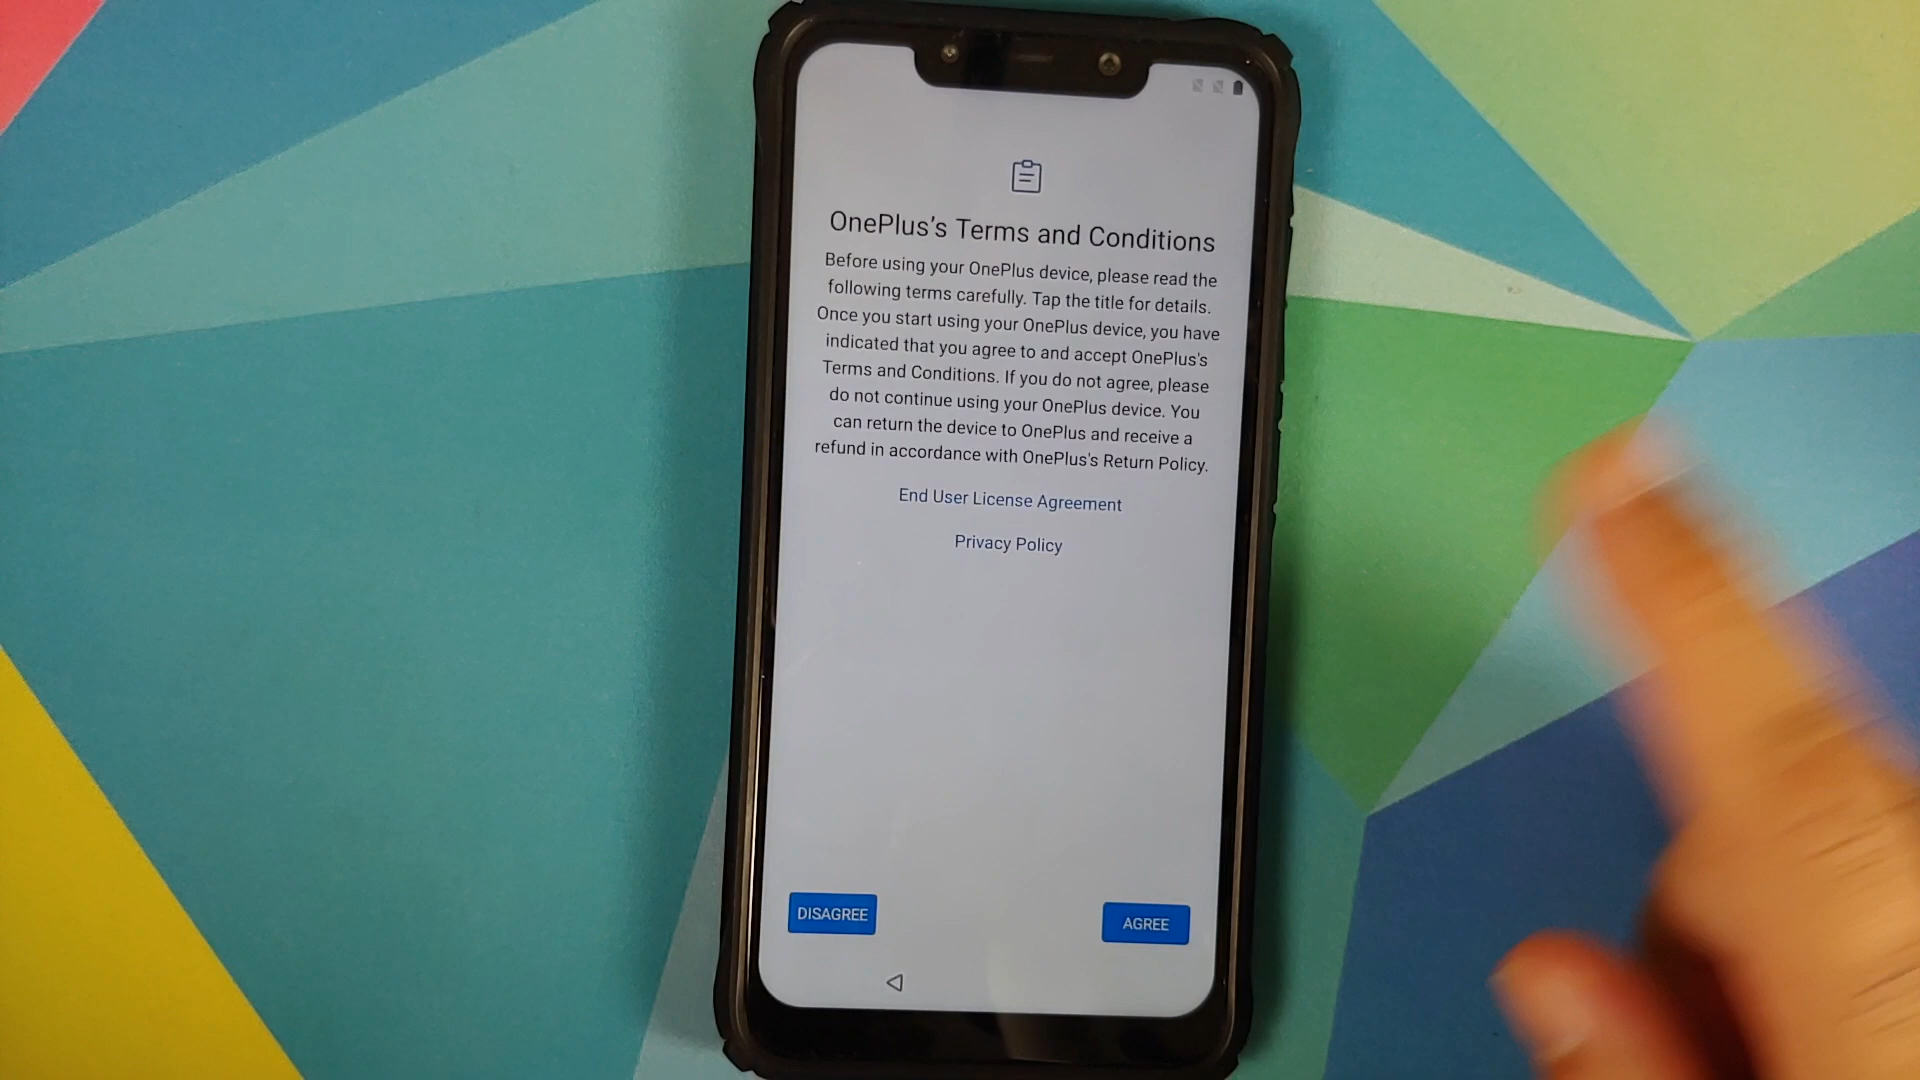 OnePlus's Terms and Conditions
Before using your OnePlus device, please read the
following terms carefully. Tap the title for details.
Once you start using your OnePlus device, you have
indicated that you agree to and accept OnePlus's
Terms and Conditions. If you do not agree, please
do not continue using your OnePlus device. You
can return the device to OnePlus and receive a
refund in accordance with OnePlus's Return Policy.
End User License Agreement
Privacy Policy
DISAGREE
AGREE